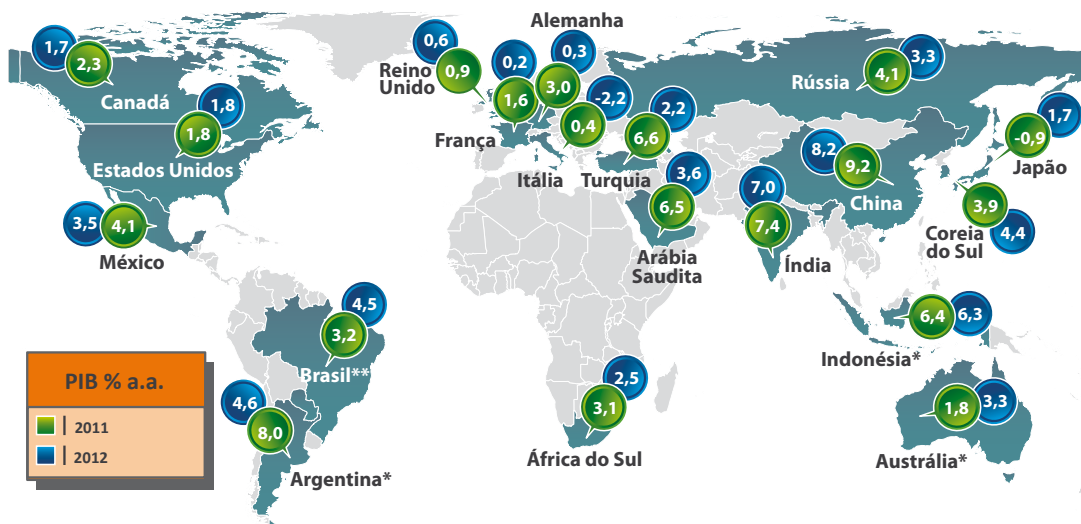 Alemanha
1,7
2,3
Canadá
1,8
1,8
Estados Unidos
3,5
4,1
México
0,6
Reino
Unido
0,9
0,2
1,6
França
0,3
3,0
-2,2
0,4
Itália
2,2
6,6
Turquia
3,6
6,5
Arábia
Saudita
3,3
4,1
Rússia
1,7
-0,9
Japão
8,2
9,2
China
7,0
7,4
Índia
3,9
4,4
Coreia
do Sul
6,4
6,3
Indonésia*
4,5
3,2
Brasil**
4,6
8,0
Argentina*
2,5
3,1
África do Sul
1,8
3,3
Austrália*
PIB % a.a.
| 2011
| 2012